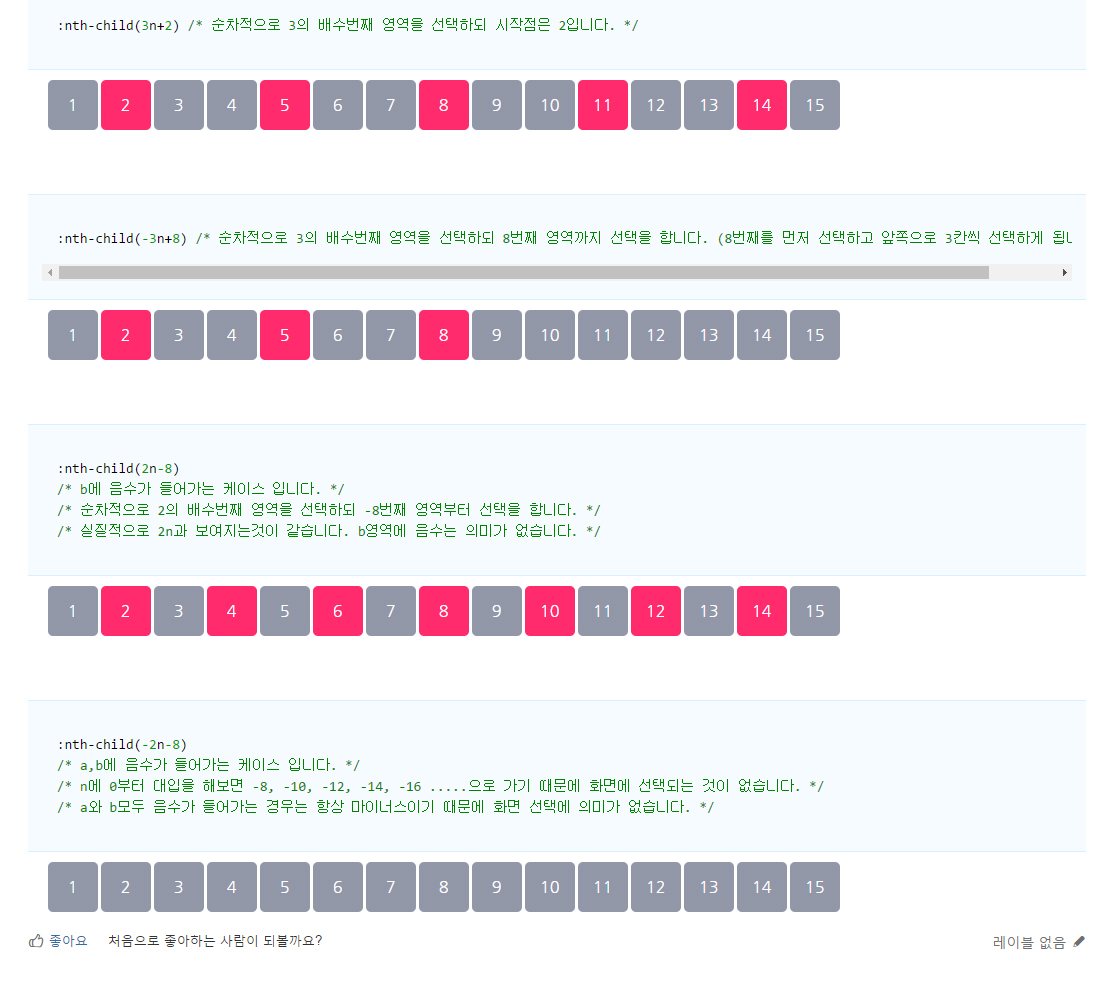 :nth-child(3n+2) /* 순차적으로 3의 배수번째 영역을 선택하되 시작점은 2입니다. */
1 2 3 4 5 6 7 8 9 10 11 12 13 14 15
:nth-child(-3n+8) /* 순차적으로 3의 배수번째 영역을 선택하되 8번째 영역까지 선택을 합니다. (8번째를 먼저 선택하고 앞쪽으로 3칸씩 선택하게
1 2 3 4 5 6 7 8 9 10 11 12 13 14 15
:nth-child(2n-8)
/* b에 음수가 들어가는 케이스 입니다. */
/* 순차적으로 2의 배수번째 영역을 선택하되 -8번째 영역부터 선택을 합니다. */
/* 실질적으로 2n과 보여지는것이 같습니다. b영역에 음수는 의미가 없습니다. */
1 2 3 4 5 6 7 8 9 10 11 12 13 14 15
:nth-child(-2n-8)
/* a,b에 음수가 들어가는 케이스 입니다. */
/* n에 0부터 대입을 해보면 -8, -10, -12, -14, -16 .....으로 가기 때문에 화면에 선택되는 것이 없습니다. */
/* a와 b모두 음수가 들어가는 경우는 항상 마이너스이기 때문에 화면 선택에 의미가 없습니다. */
1 2 3 4 5 6 7 8 9 10 11 12 13 14 15
좋아요 처음으로 좋아하는 사람이 되볼까요? 레이블 없음